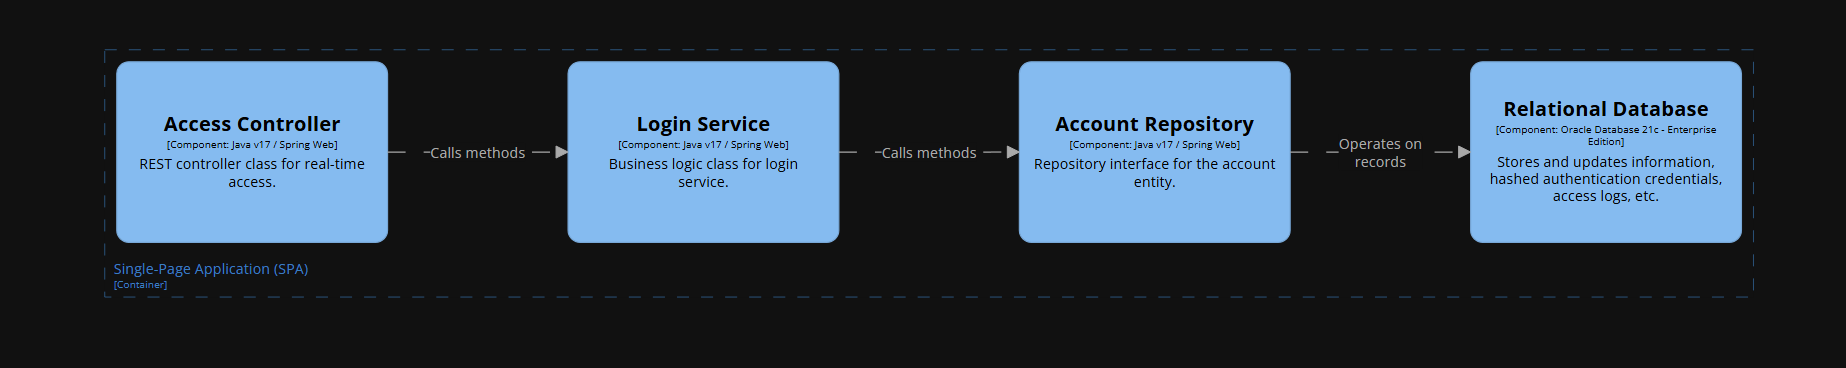 Access Controller
[Component: Java v17 / Spring Web]
REST controller class for real-time
access.
Calls methods
Login Service
[Component: Java v17 / Spring Web]
Business logic class for login
service.
Calls methods
Account Repository
[Component: Java v17 / Spring Web]
Repository interface for the account
entity.
Operates on
records
Relational Database
[Component: Oracle Database 21c - Enterprise
Edition]
Stores and updates information,
hashed authentication credentials,
access logs, etc.
Single-Page Application (SPA)
[Container]